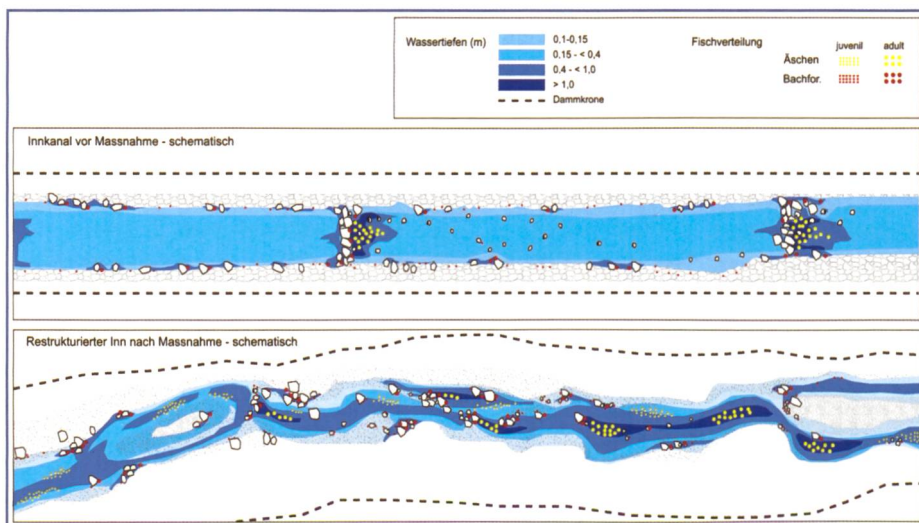 Wassertiefen (m)
0,1-0,15
0,15 - < 0,4
0,4 - < 1,0
> 1,0
Dammkrone
Fischverteilung
juvenil adult
Äschen
Bachfor.
Innkanal vor Massnahme - schematisch
Restrukturierter Inn nach Massnahme - schematisch